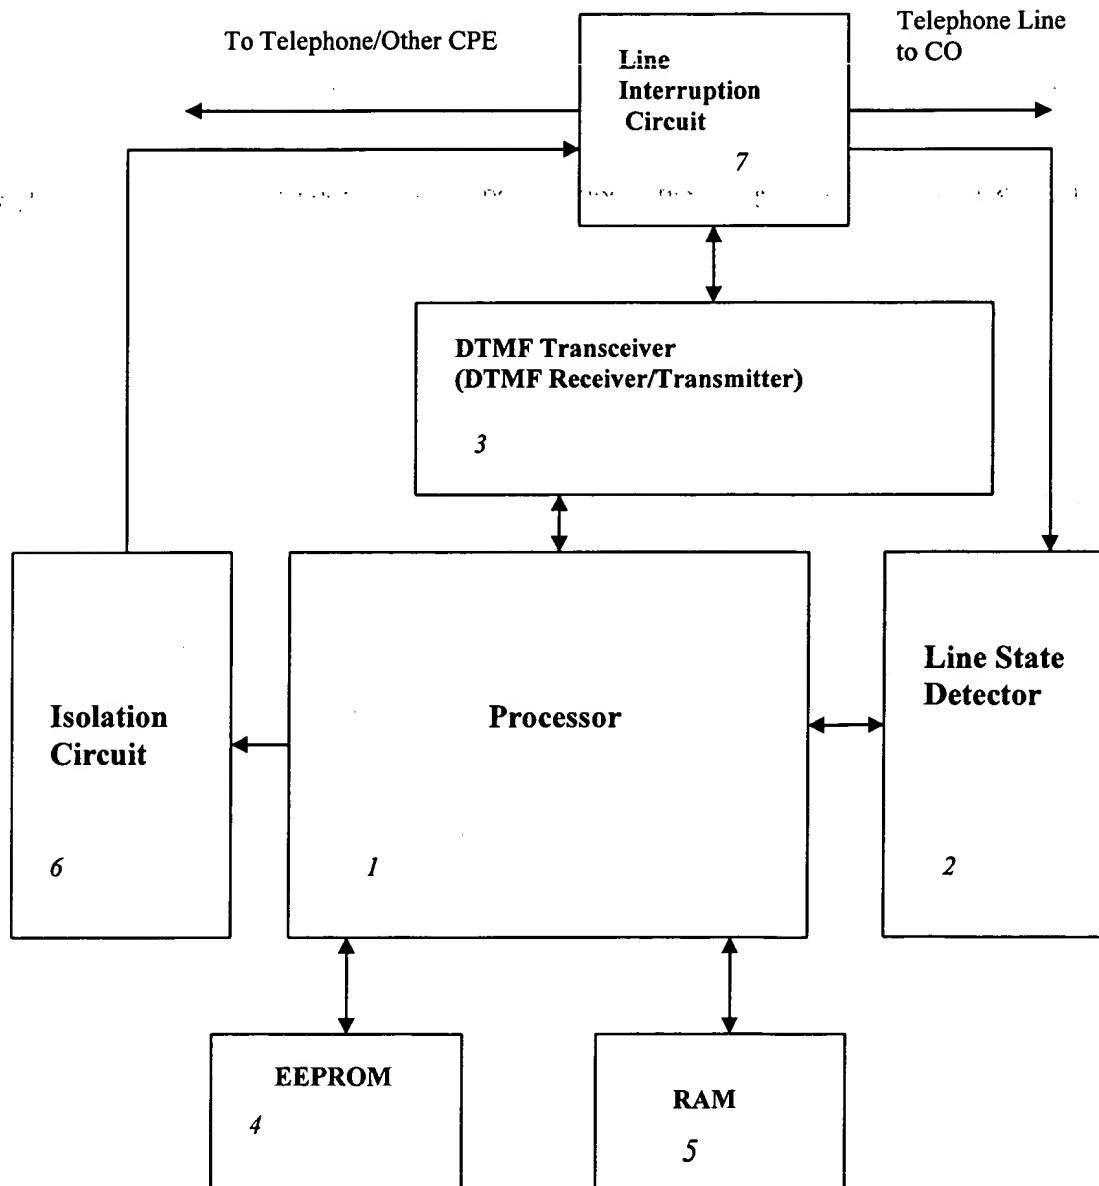 To Telephone/Other CPE
Telephone Line
to CO
Line
Interruption
Circuit
7
DTMF Transceiver
(DTMF Receiver/Transmitter)
3
Isolation
Circuit
6
Processor
1
Line State
Detector
2
EEPROM
4
RAM
5